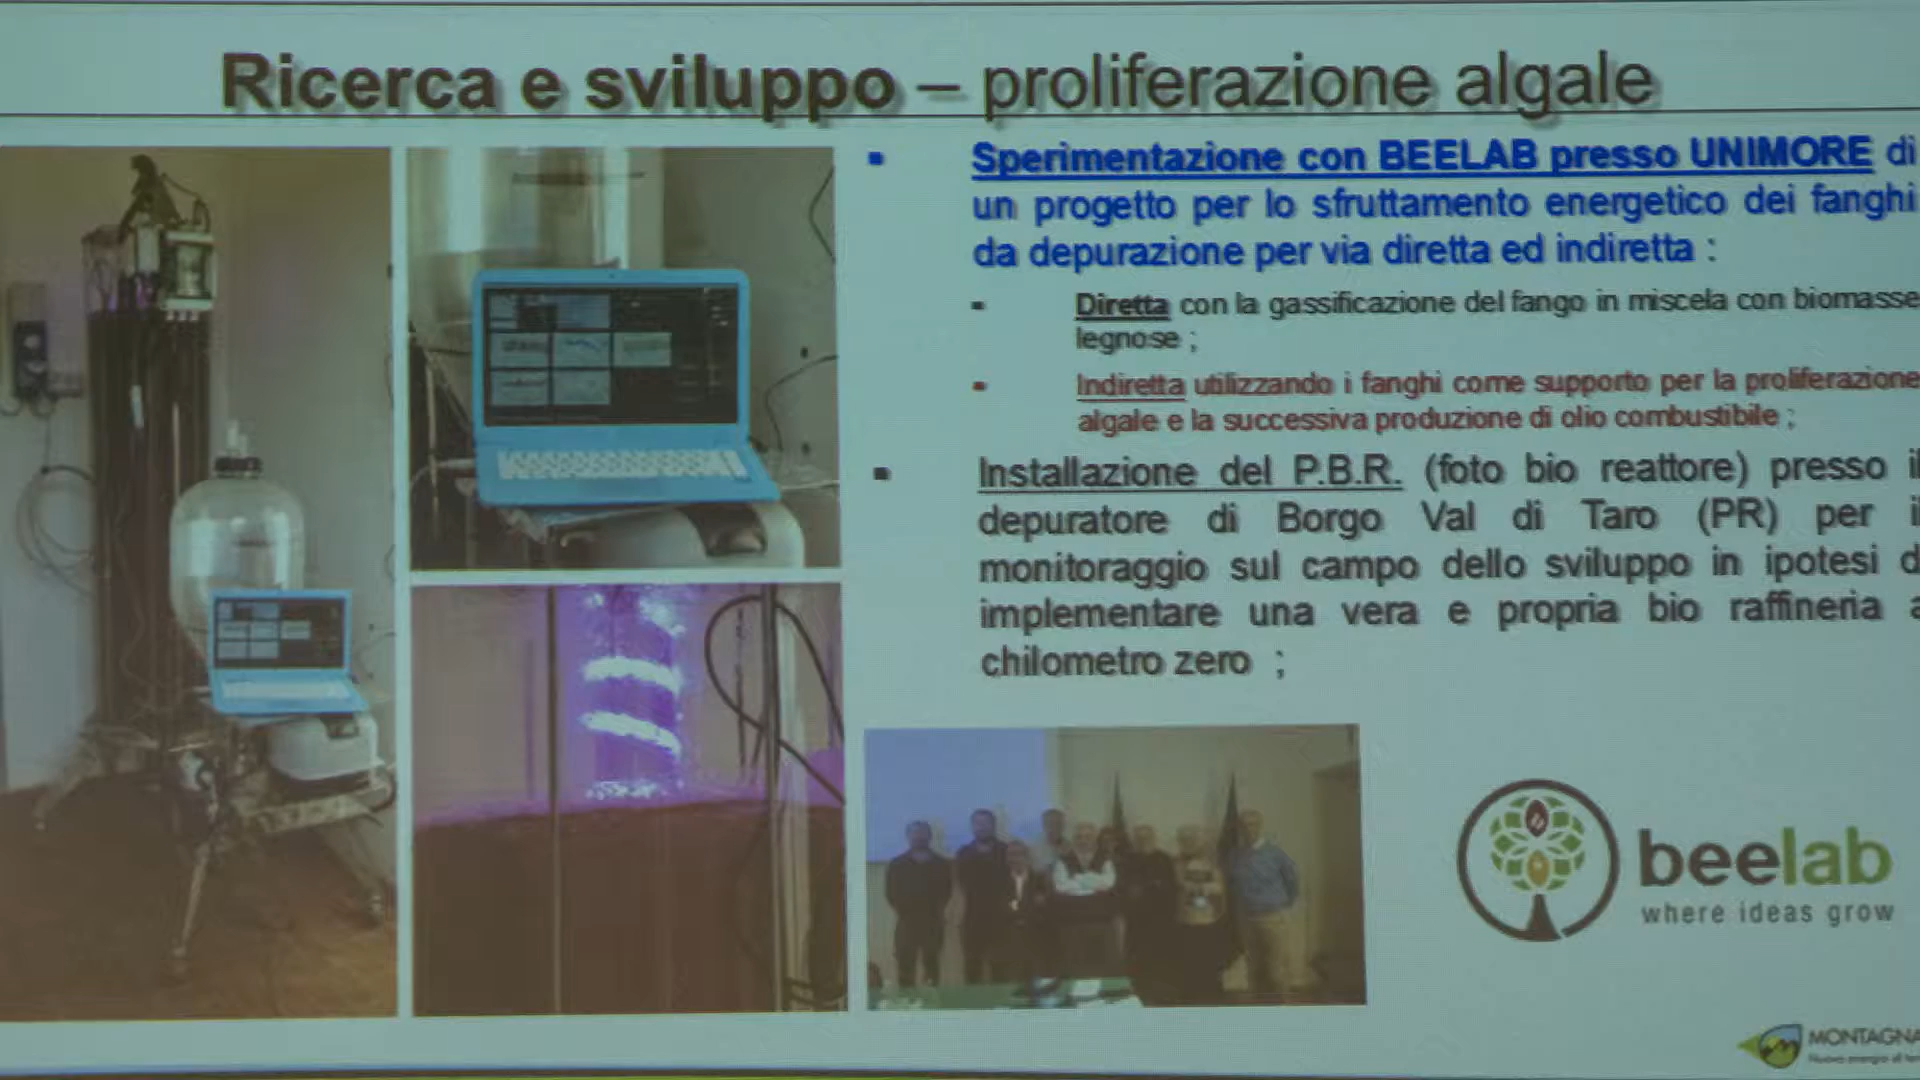 Ricerca e sviluppo – proliferazione algale
Sperimentazione con BEELAB presso UNIMORE di
un progetto per lo sfruttamento energetico dei fanghi
da depurazione per via diretta ed indiretta :
Diretta con la gassificazione del fango in miscela con biomasse
legnose ;
Indiretta utilizzando i fanghi come supporto per la proliferazione
algale e la successiva produzione di olio combustibile ;
Installazione del P.B.R. (foto bio reattore) presso il
depuratore di Borgo Val di Taro (PR) per il
monitoraggio sul campo dello sviluppo in ipotesi d
implementare una vera e propria bio raffineria a
chilometro zero ;
beelab
where ideas grow
MONTAGNA